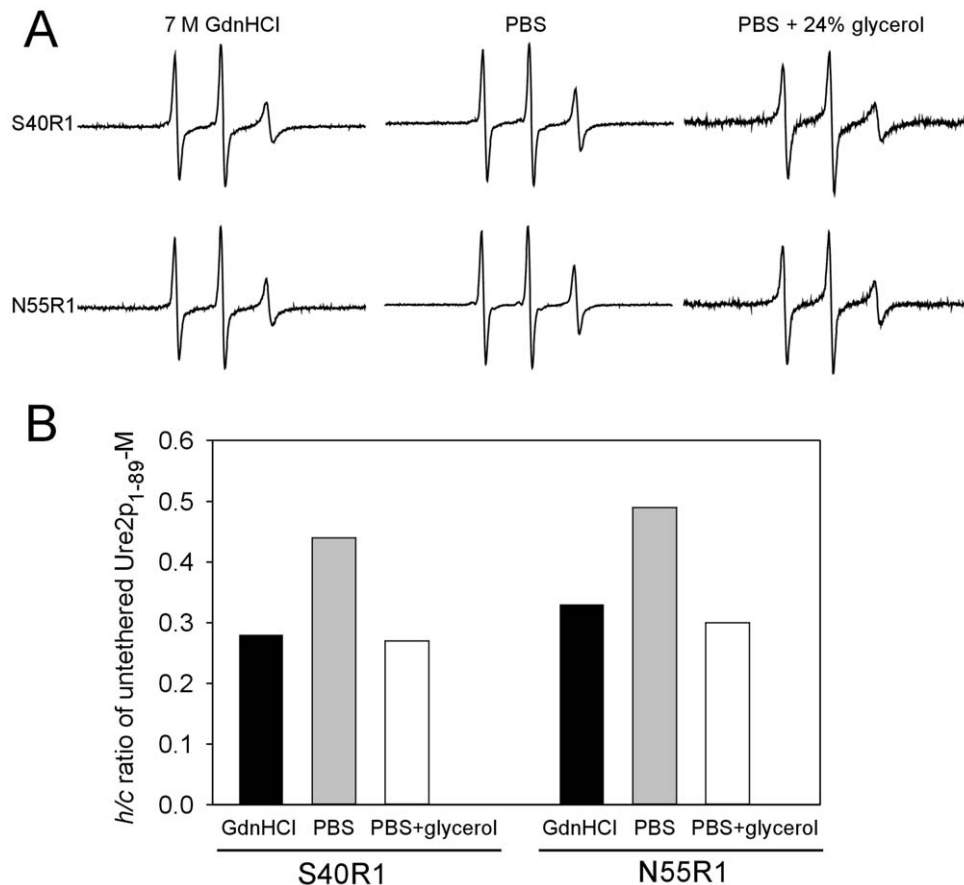 A
7 M GdnHCl PBS PBS + 24% glycerol
S40R1
N55R1
B
h/c ratio of untethered Ure2p1-89-M
0.6
0.5
0.4
0.3
0.2
0.1
0.0
GdnHCl PBS PBS+glycerol GdnHCl PBS PBS+glycerol
S40R1 N55R1